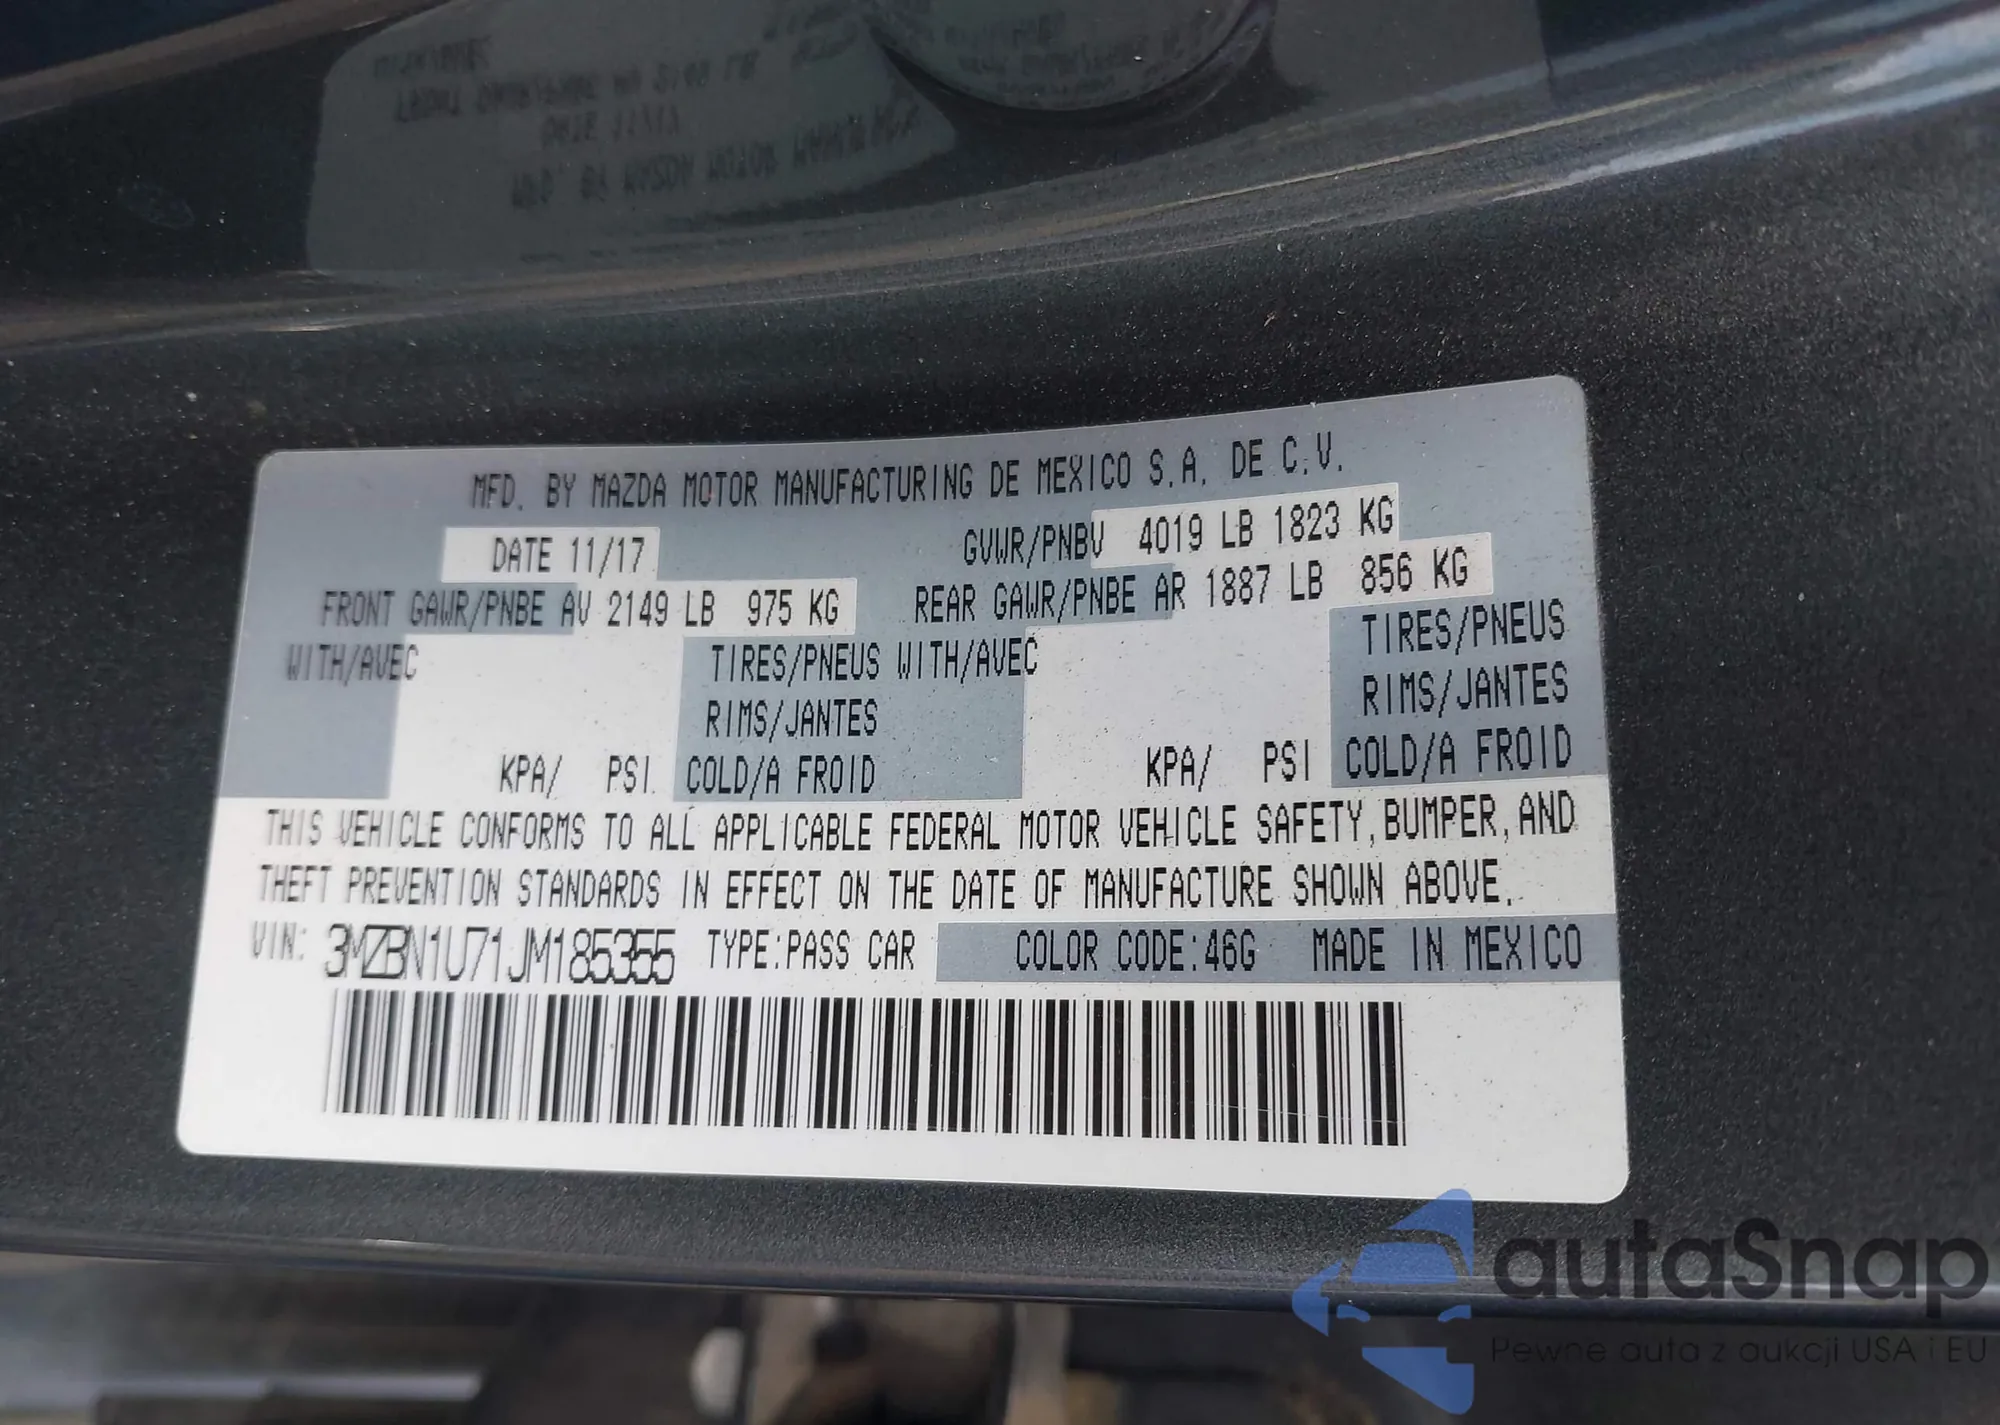 MFD. BY MAZDA MOTOR MANUFACTURING DE MEXICO S.A. DE C.V.
DATE 11/17 GVWR/PNBV 4019 LB 1823 KG
FRONT GAWR/PNBE AV 2149 LB 975 KG REAR GAWR/PNBE AR 1887 LB 856 KG
WITH/AVEC TIRES/PNEUS WITH/AVEC TIRES/PNEUS
RIMS/JANTES RIMS/JANTES
KPA/ PSI COLD/A FROID KPA/ PSI COLD/A FROID
THIS VEHICLE CONFORMS TO ALL APPLICABLE FEDERAL MOTOR VEHICLE SAFETY, BUMPER, AND
THEFT PREVENTION STANDARDS IN EFFECT ON THE DATE OF MANUFACTURE SHOWN ABOVE.
VIN: 3MZBN1U71JM185355 TYPE:PASS CAR COLOR CODE:46G MADE IN MEXICO
autaSnap
Pewne auta z aukcji USA i EU